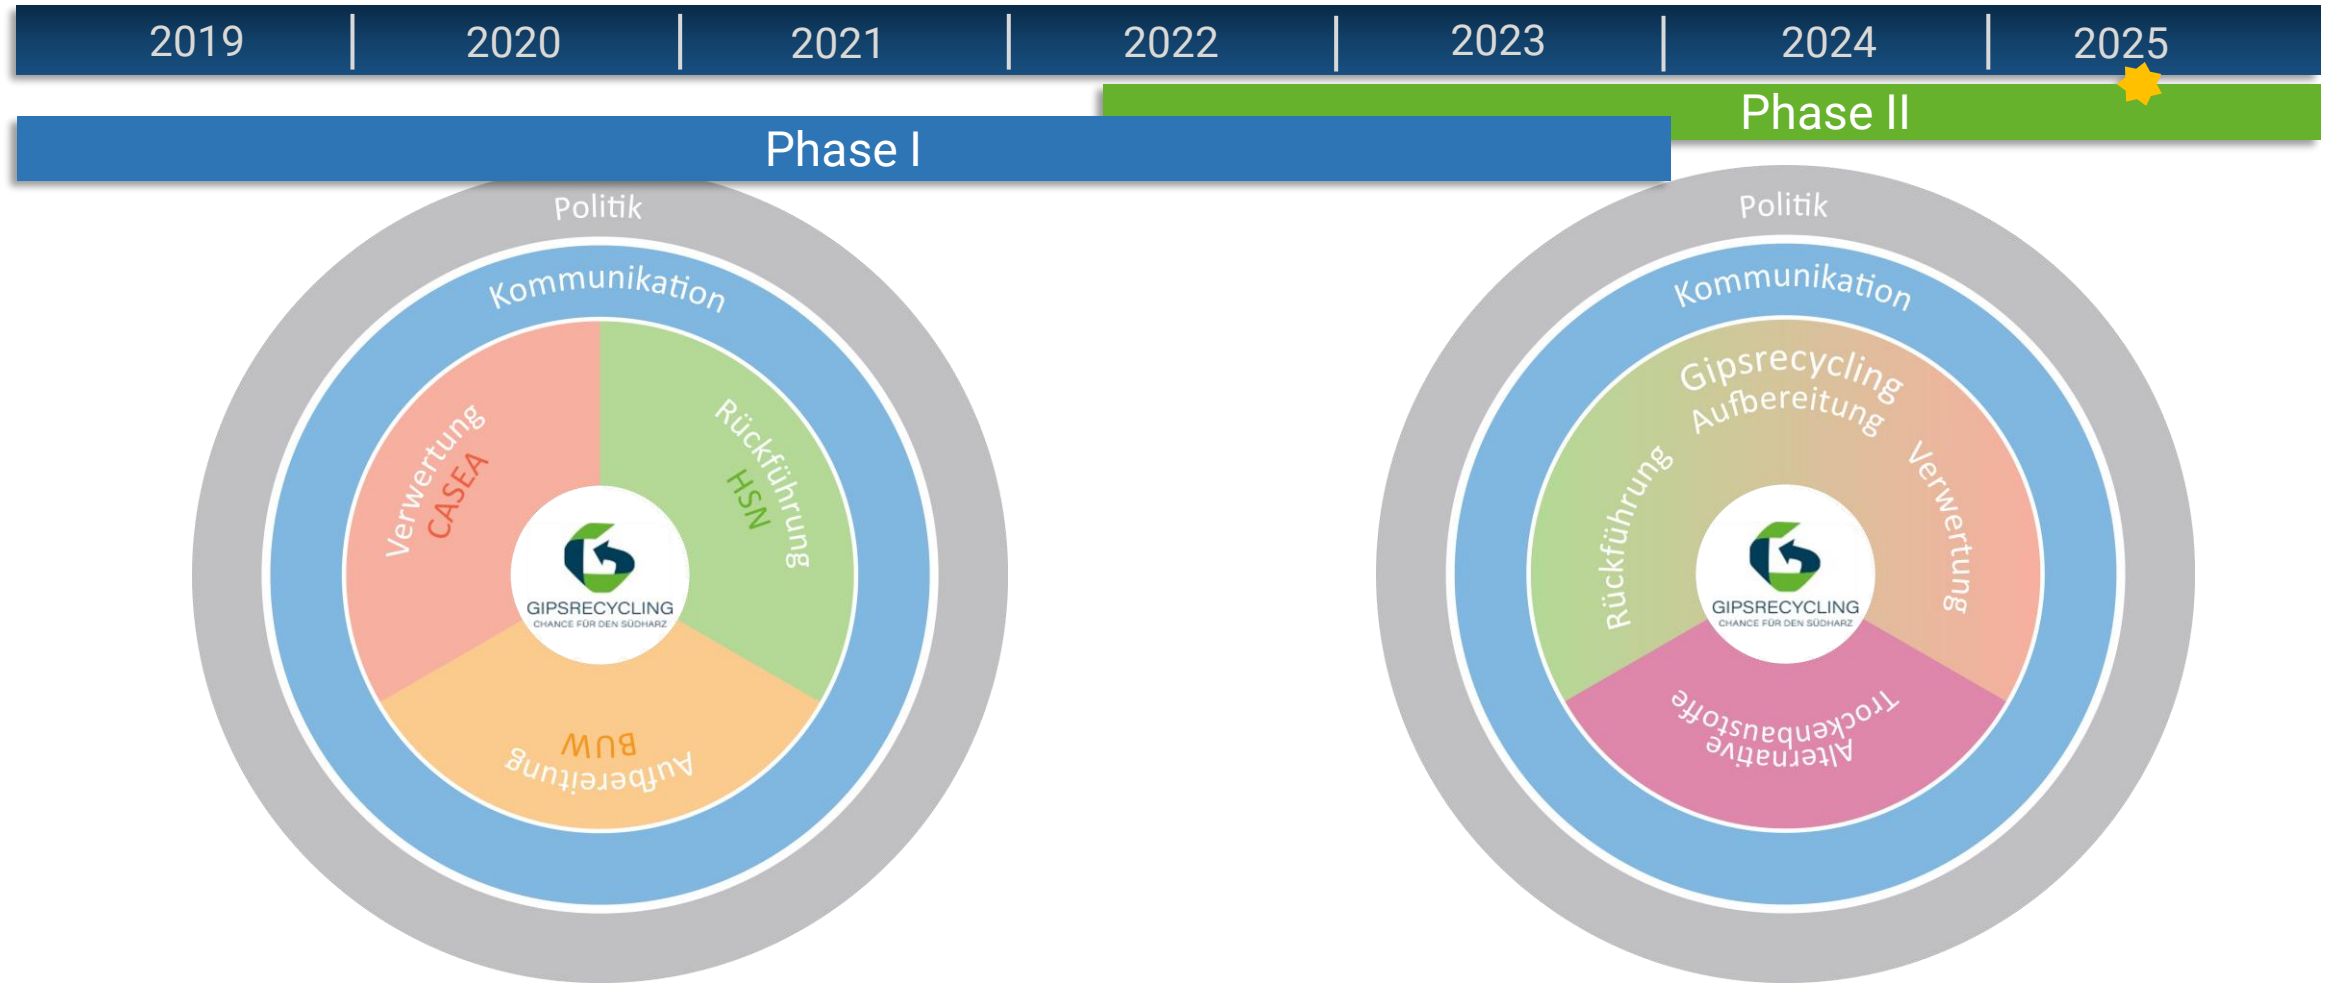 2019 | 2020 | 2021 | 2022 | 2023 | 2024 | 2025
Phase II
Phase I
Politik
Kommunikation
Verwertung
CASEA
Rückführung
HSN
GIPSRECYCLING
CHANCE FÜR DEN SÜDHARZ
BUW
Aufbereitung
Politik
Kommunikation
Gipsrecycling
Aufbereitung
Rückführung
Verwertung
GIPSRECYCLING
CHANCE FÜR DEN SÜDHARZ
Alternative
Trockenbaustoffe